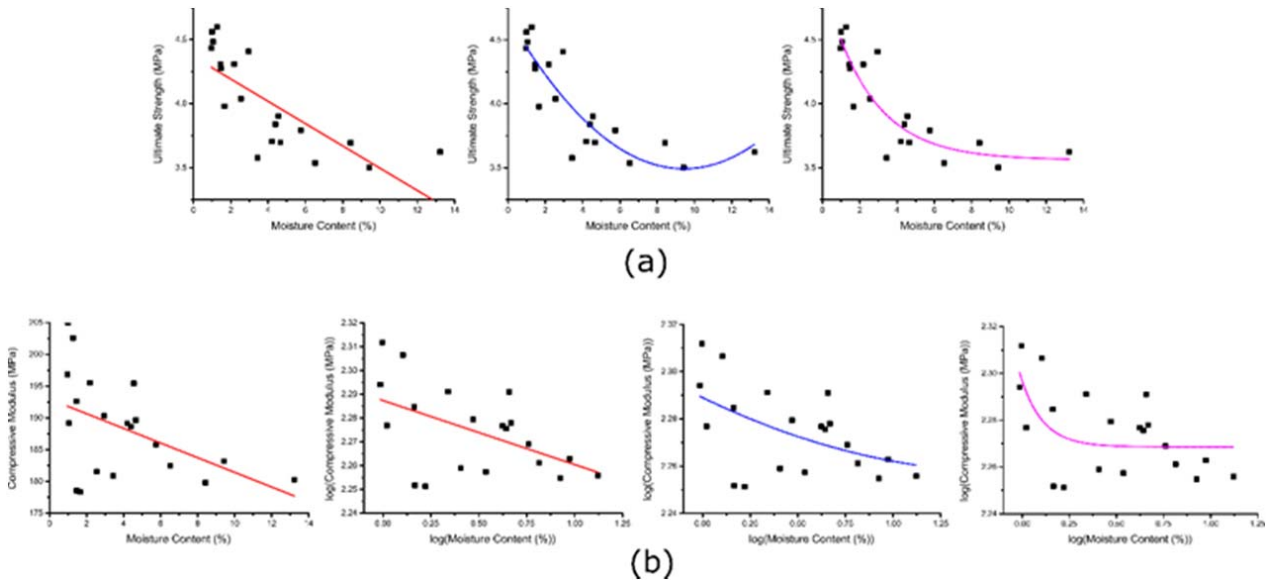 4.5
4.0
3.5
Ultimate Strength (MPa)
0 2 4 6 8 10 12 14
Moisture Content (%)
4.5
4.0
3.5
Ultimate Strength (MPa)
0 2 4 6 8 10 12 14
Moisture Content (%)
4.5
4.0
3.5
Ultimate Strength (MPa)
0 2 4 6 8 10 12 14
Moisture Content (%)
(a)
205
200
195
190
185
180
175
Compressive Modulus (MPa)
0 2 4 6 8 10 12 14
Moisture Content (%)
2.32
2.31
2.30
2.29
2.28
2.27
2.26
2.25
2.24
log(Compressive Modulus (MPa))
0.00 0.25 0.50 0.75 1.00 1.25
log(Moisture Content (%))
2.32
2.30
2.28
2.26
2.24
log(Compressive Modulus (MPa))
0.00 0.25 0.50 0.75 1.00 1.25
log(Moisture Content (%))
2.32
2.30
2.28
2.26
2.24
log(Compressive Modulus (MPa))
0.00 0.25 0.50 0.75 1.00 1.25
log(Moisture Content (%))
(b)